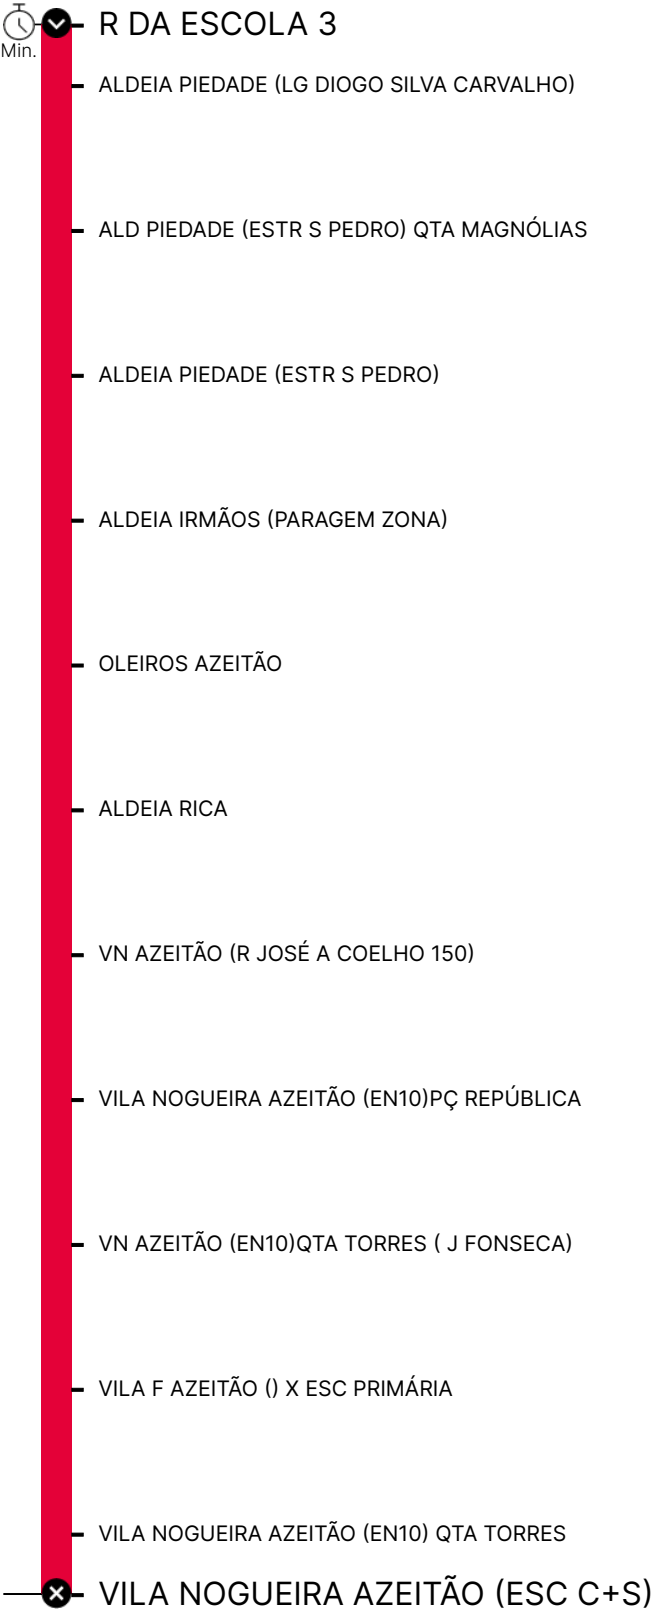 R DA ESCOLA 3
Min.
ALDEIA PIEDADE (LG DIOGO SILVA CARVALHO)
ALD PIEDADE (ESTR S PEDRO) QTA MAGNÓLIAS
ALDEIA PIEDADE (ESTR S PEDRO)
ALDEIA IRMÃOS (PARAGEM ZONA)
OLEIROS AZEITÃO
ALDEIA RICA
VN AZEITÃO (R JOSÉ A COELHO 150)
VILA NOGUEIRA AZEITÃO (EN10)PÇ REPÚBLICA
VN AZEITÃO (EN10)QTA TORRES ( J FONSECA)
VILA F AZEITÃO () X ESC PRIMÁRIA
VILA NOGUEIRA AZEITÃO (EN10) QTA TORRES
VILA NOGUEIRA AZEITÃO (ESC C+S)